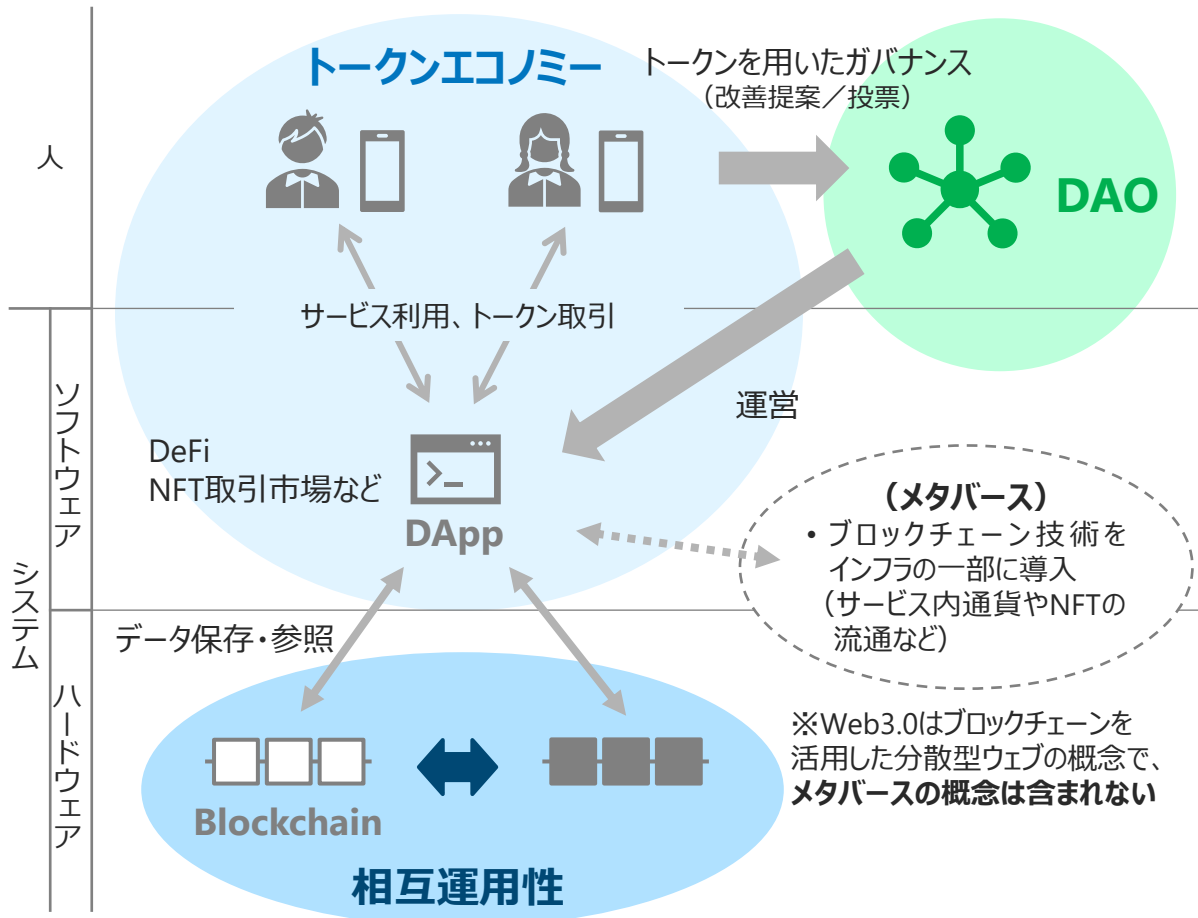 トークンエコノミー
トークンを用いたガバナンス
（改善提案／投票）
人
DAO
サービス利用、トークン取引
システム
ソフトウェア
運営
DeFi
NFT取引市場など
DApp
（メタバース）
• ブロックチェーン技術を
インフラの一部に導入
（サービス内通貨やNFTの
流通など）
データ保存・参照
ハードウェア
Blockchain
相互運用性
※Web3.0はブロックチェーンを
活用した分散型ウェブの概念で、
メタバースの概念は含まれない